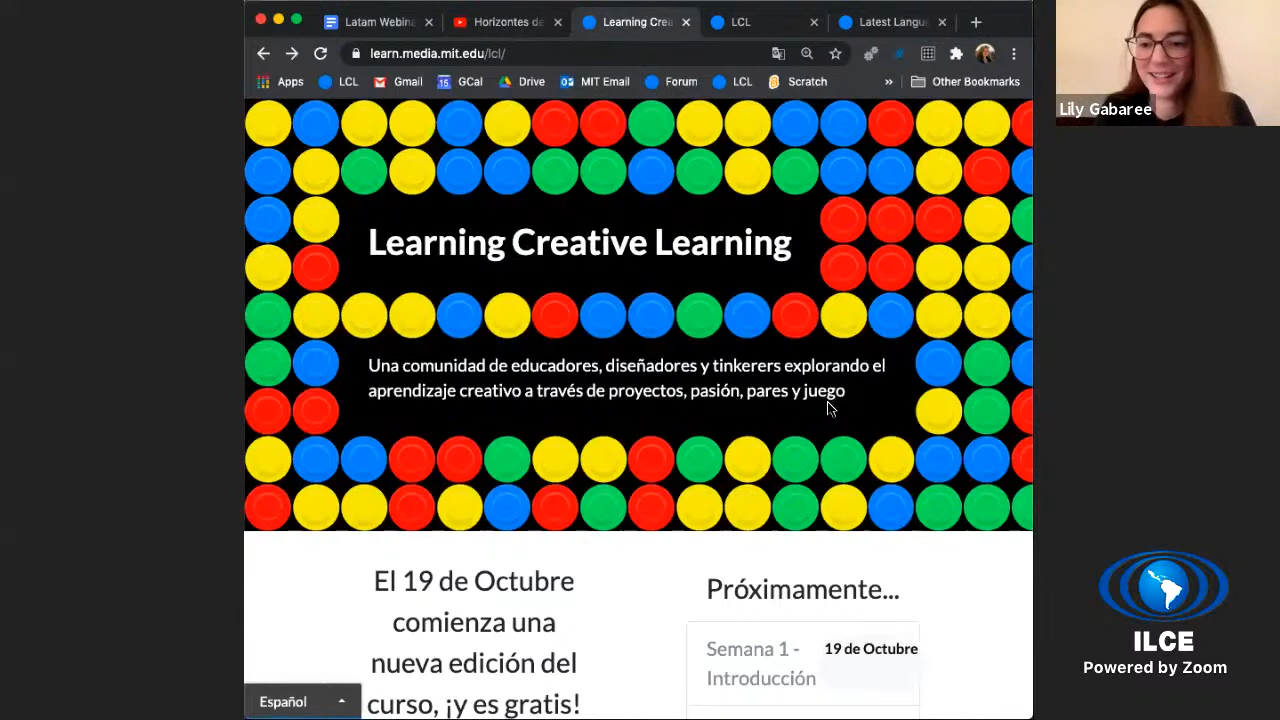 Latam Webina
Horizontes de
Learning Crea
LCL
Latest Langu
learn.media.mit.edu/lcl/
Apps
LCL
Gmail
15
GCal
Drive
MIT Email
Forum
LCL
Scratch
»
Other Bookmarks
Lily Gabaree
Learning Creative Learning
Una comunidad de educadores, diseñadores y tinkerers explorando el
aprendizaje creativo a través de proyectos, pasión, pares y juego
El 19 de Octubre
comienza una
nueva edición del
curso, ¡y es gratis!
Próximamente...
Semana 1 -
Introducción
19 de Octubre
Español
ILCE
Powered by Zoom